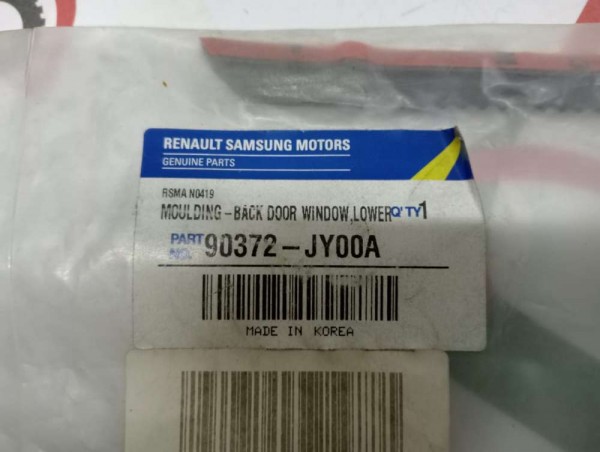 RENAULT SAMSUNG MOTORS
GENUINE PARTS
RSMA N0419
MOULDING-BACK DOOR WINDOW,LOWER Q'TY 1
PART NO. 90372-JY00A
MADE IN KOREA